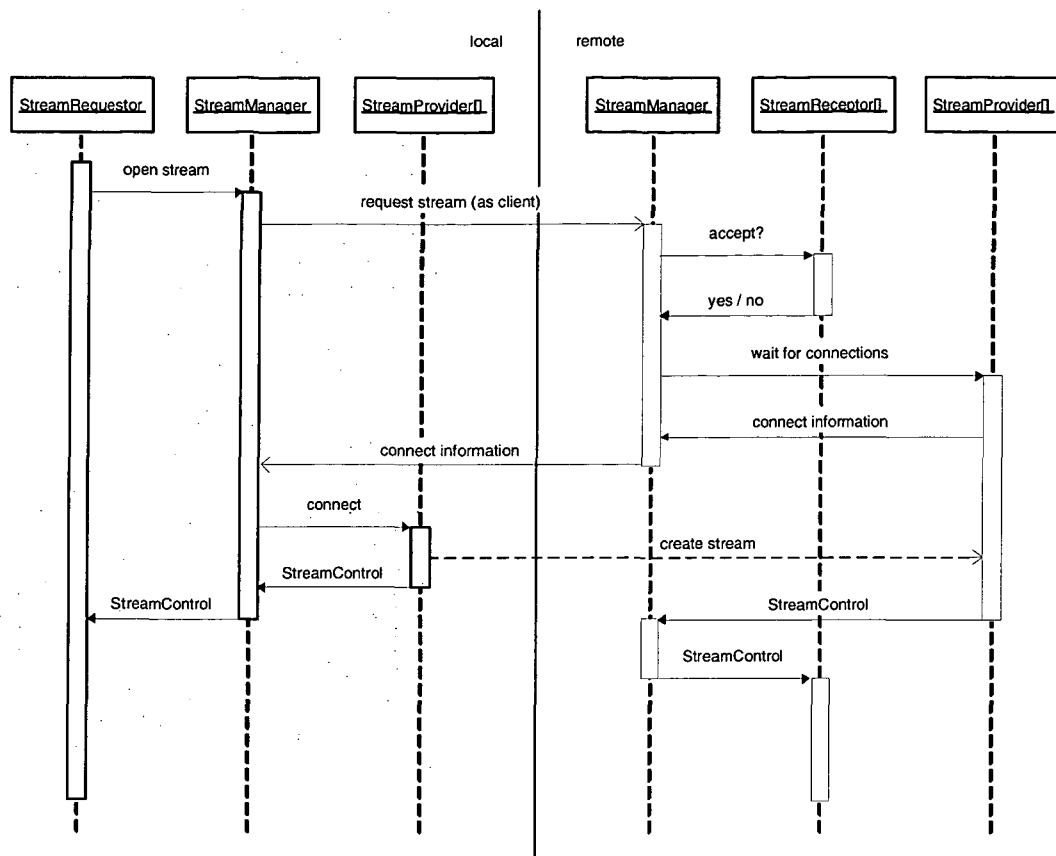 local
remote
StreamRequestor
StreamManager
StreamProvider[]
StreamManager
StreamReceptor[]
StreamProvider[]
open stream
request stream (as client)
accept?
yes / no
wait for connections
connect information
connect information
connect
create stream
StreamControl
StreamControl
StreamControl
StreamControl